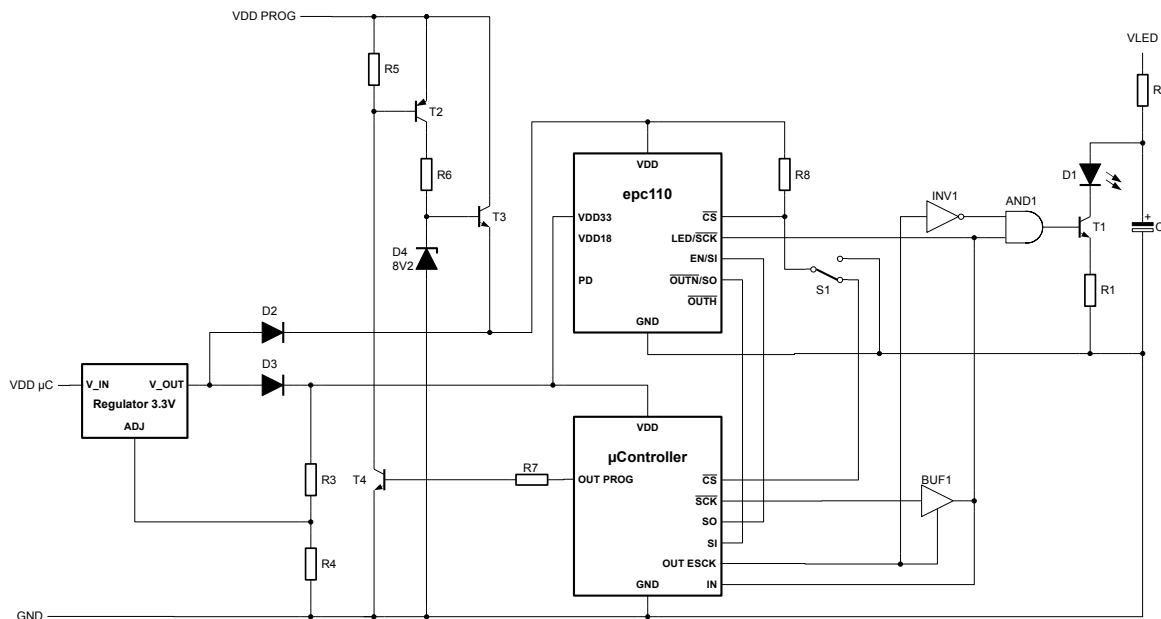 VDD PROG
VLED
R5
R
T2
D1
VDD
R6
R8
epc110
INV1
AND1
T3
VDD33
CS
VDD18
LED/SCK
T1
D4
8V2
EN/SI
PD
OUTN/SO
S1
C
OUTH
R1
D2
GND
D3
VDD µC
V_IN
V_OUT
Regulator 3.3V
ADJ
VDD
µController
R3
T4
R7
OUT PROG
CS
BUF1
SCK
SO
SI
R4
OUT ESCK
GND
IN
GND